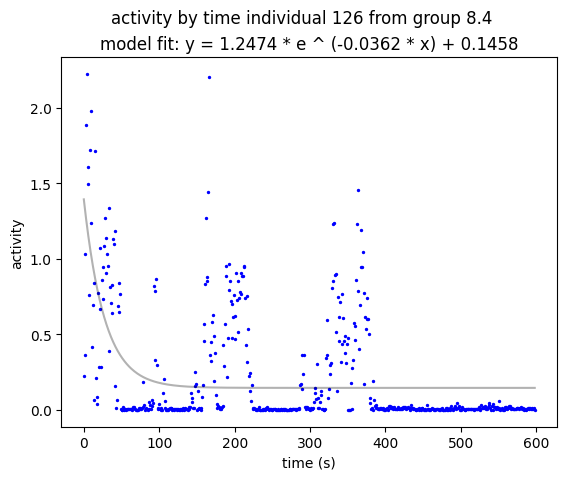 activity by time individual 126 from group 8.4
model fit: y = 1.2474 * e ^ (-0.0362 * x) + 0.1458
2.0
1.5
1.0
0.5
0.0
activity
0 100 200 300 400 500 600
time (s)